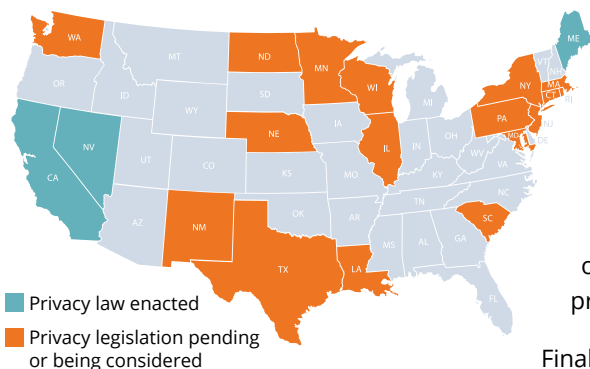 WA
ME
MT
ND
VT
OR
MN
NH
ID
SD
WI
NY
MA
WY
MI
CT
RI
IA
PA
NE
NJ
NV
OH
MD
DE
IL
IN
UT
CO
WV
CA
KS
MO
VA
KY
NC
TN
OK
AZ
NM
AR
SC
MS
AL
GA
TX
LA
FL
Privacy law enacted
Privacy legislation pending
or being considered
Final